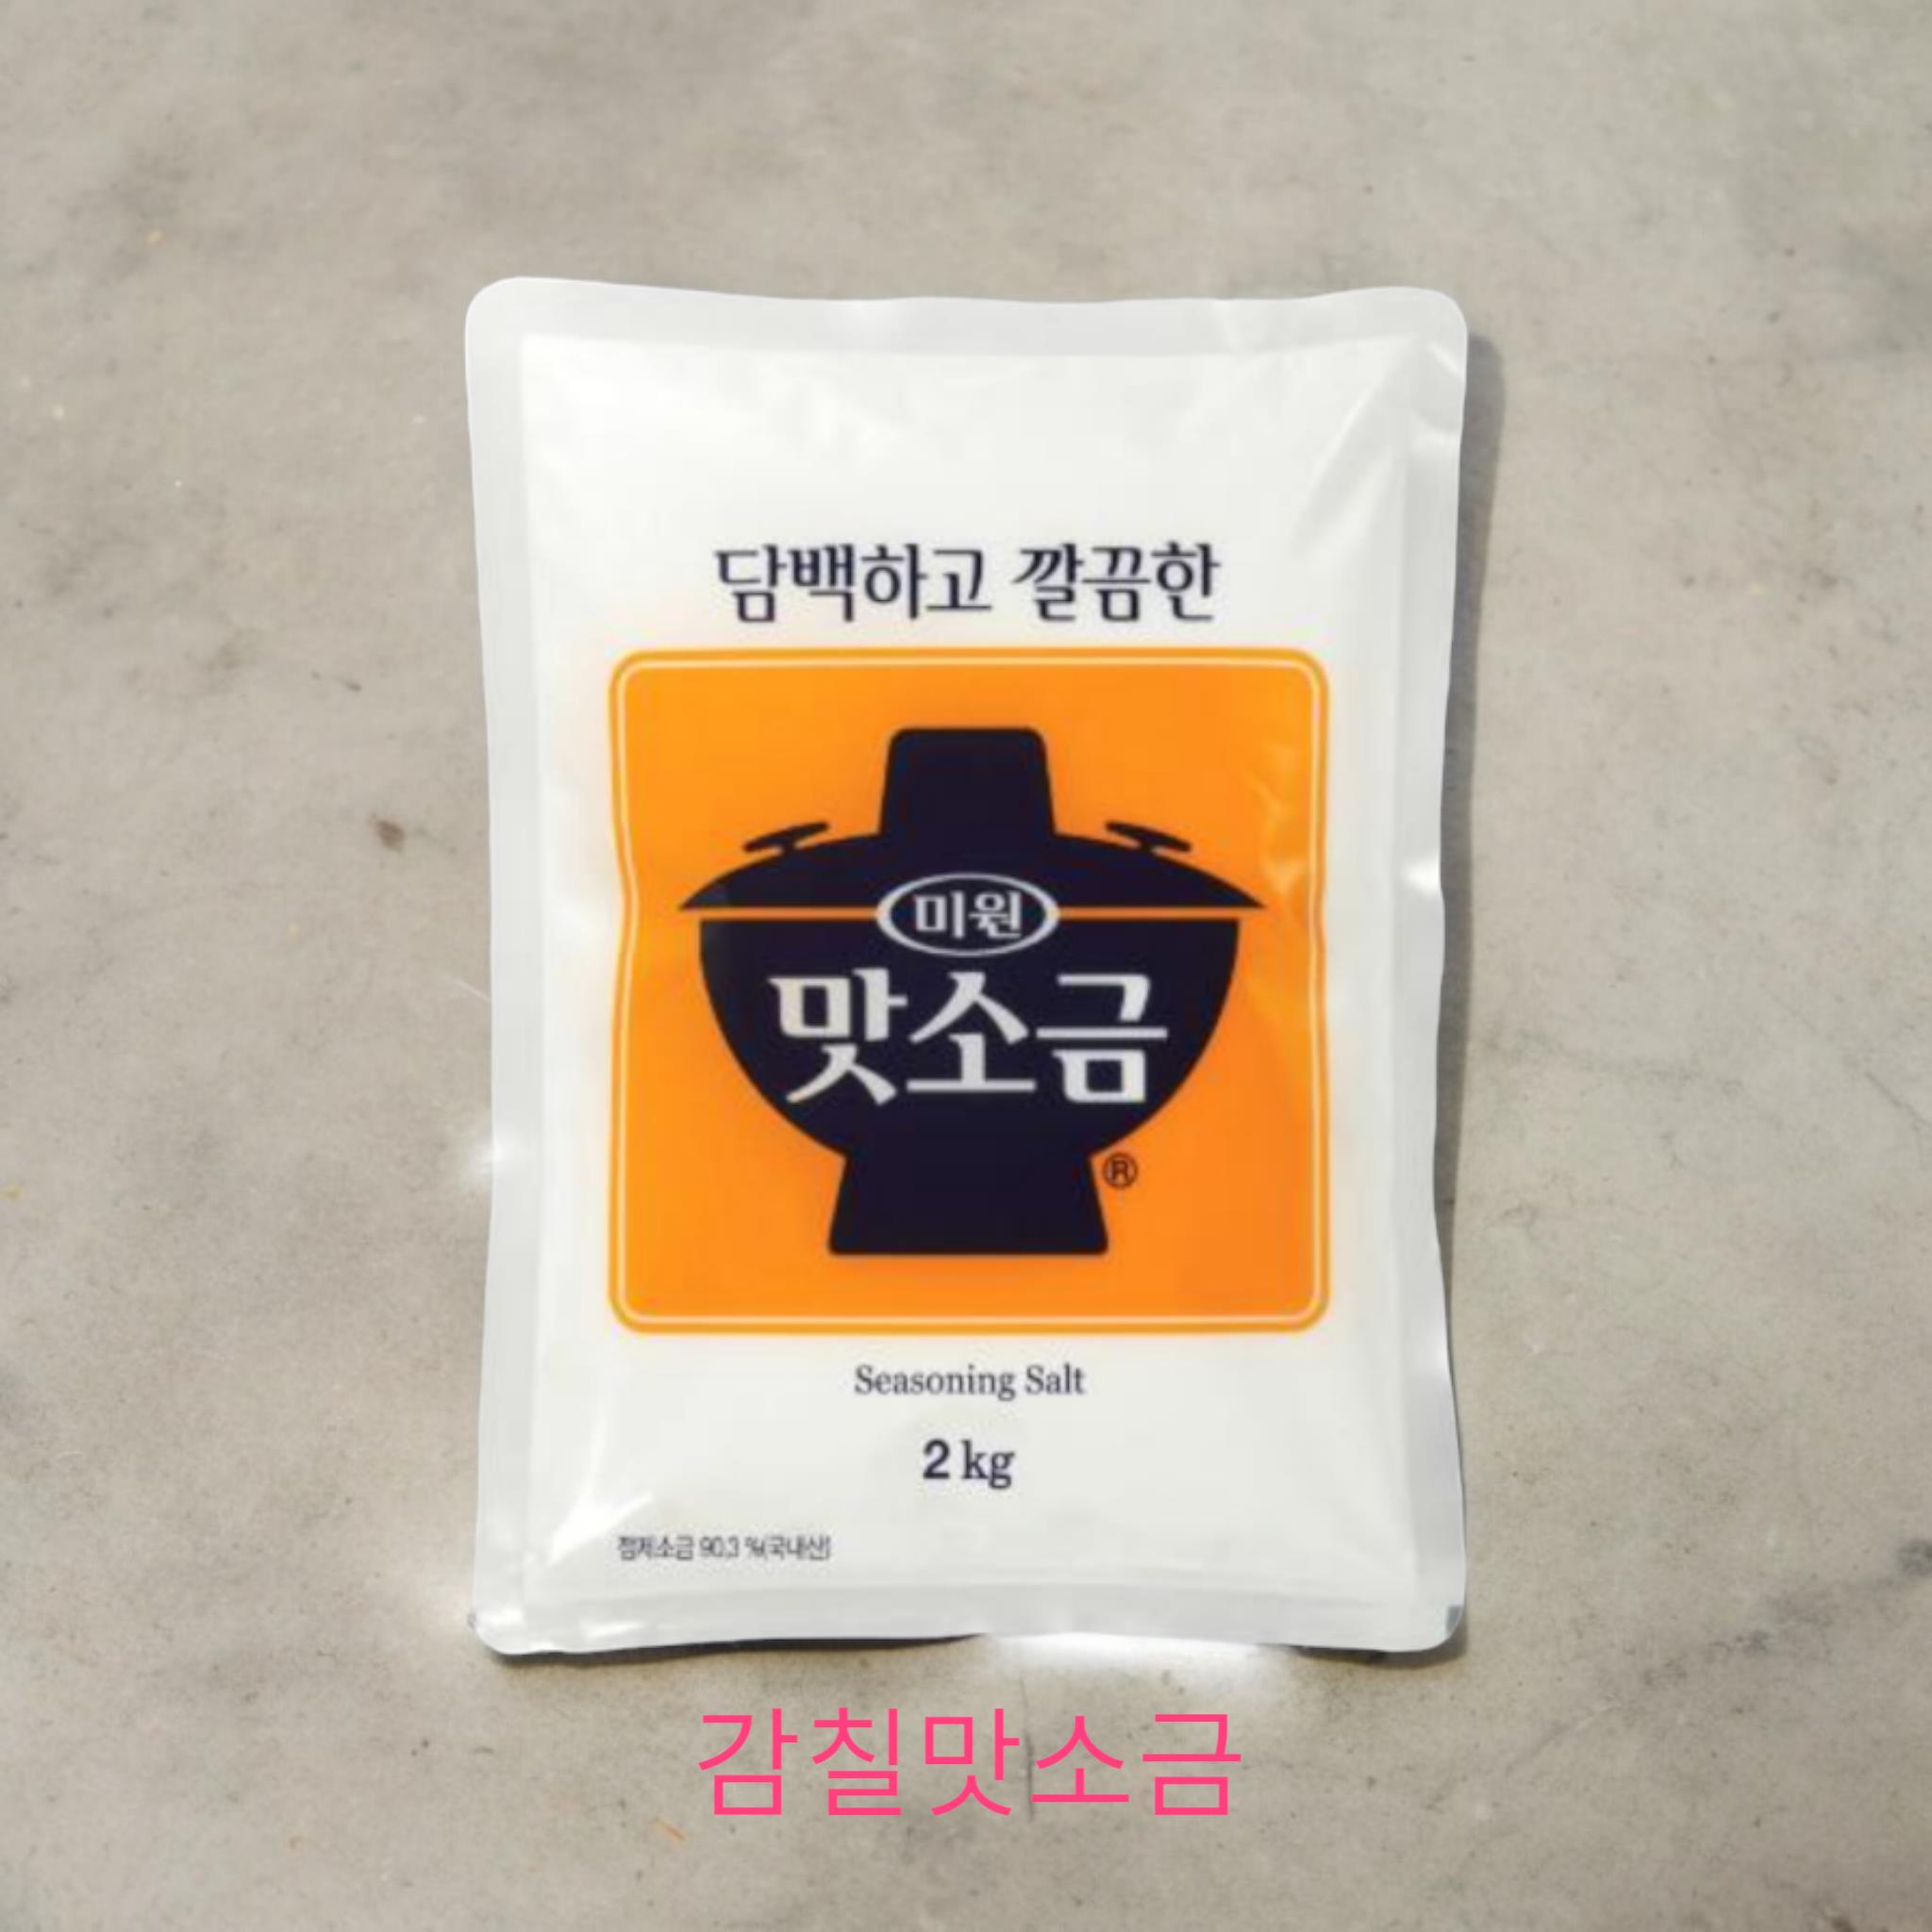 담백하고 깔끔한
미원
맛소금
®
Seasoning Salt
2 kg
정제소금 90.3 %(국내산)
감칠맛소금